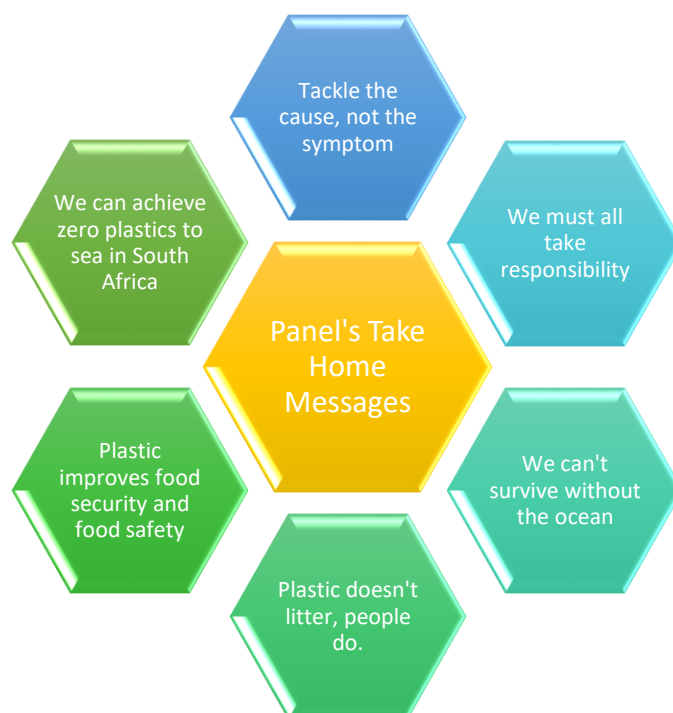 Tackle the
cause, not the
symptom
We can achieve
zero plastics to
sea in South
Africa
We must all
take
responsibility
Panel's Take
Home
Messages
Plastic
improves food
security and
food safety
We can't
survive without
the ocean
Plastic doesn't
litter, people
do.